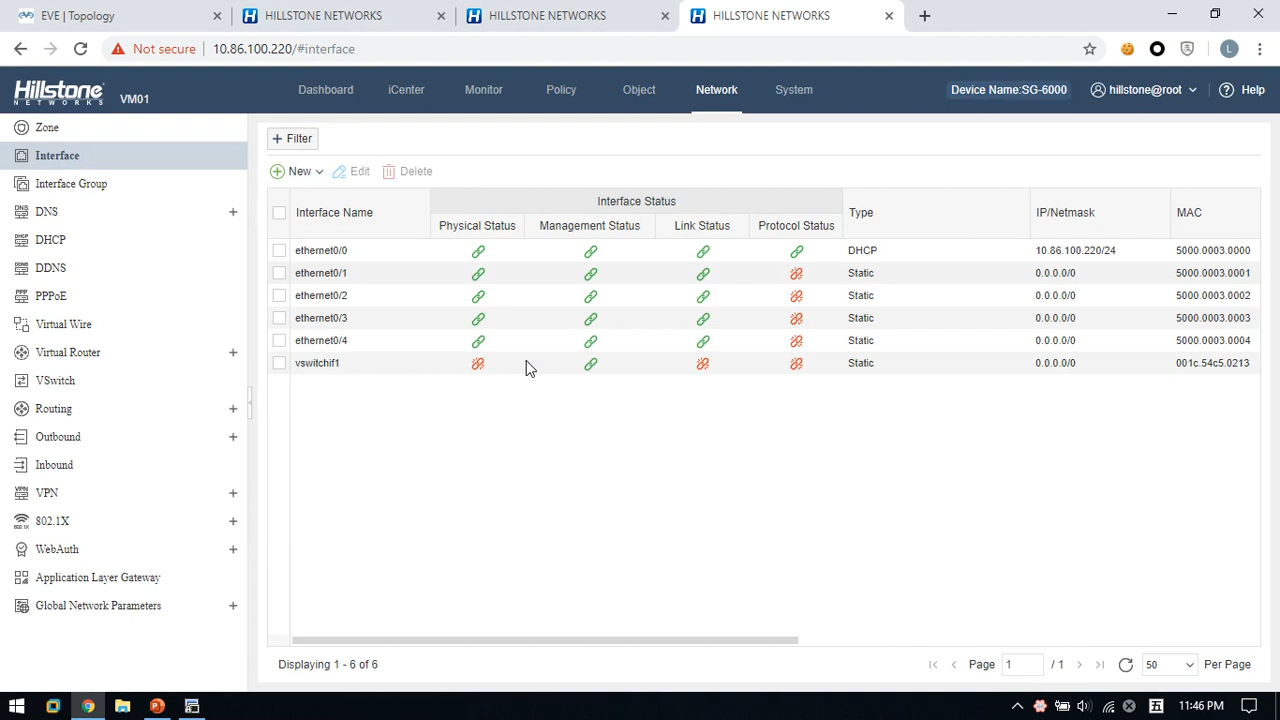 EVE | Topology
HILLSTONE NETWORKS
HILLSTONE NETWORKS
HILLSTONE NETWORKS
Not secure
10.86.100.220/#interface
L
Hillstone
NETWORKS
VM01
Dashboard
iCenter
Monitor
Policy
Object
Network
System
Device Name:SG-6000
hillstone@root
Help
Zone
Interface
Interface Group
DNS
DHCP
DDNS
PPPoE
Virtual Wire
Virtual Router
VSwitch
Routing
Outbound
Inbound
VPN
802.1X
WebAuth
Application Layer Gateway
Global Network Parameters
+ Filter
New
Edit
Delete
Interface Name
Interface Status
Physical Status
Management Status
Link Status
Protocol Status
Type
IP/Netmask
MAC
ethernet0/0 DHCP 10.86.100.220/24 5000.0003.0000
ethernet0/1 Static 0.0.0.0/0 5000.0003.0001
ethernet0/2 Static 0.0.0.0/0 5000.0003.0002
ethernet0/3 Static 0.0.0.0/0 5000.0003.0003
ethernet0/4 Static 0.0.0.0/0 5000.0003.0004
vswitchif1 Static 0.0.0.0/0 001c.54c5.0213
Displaying 1 - 6 of 6
Page 1 / 1
50
Per Page
五
11:46 PM